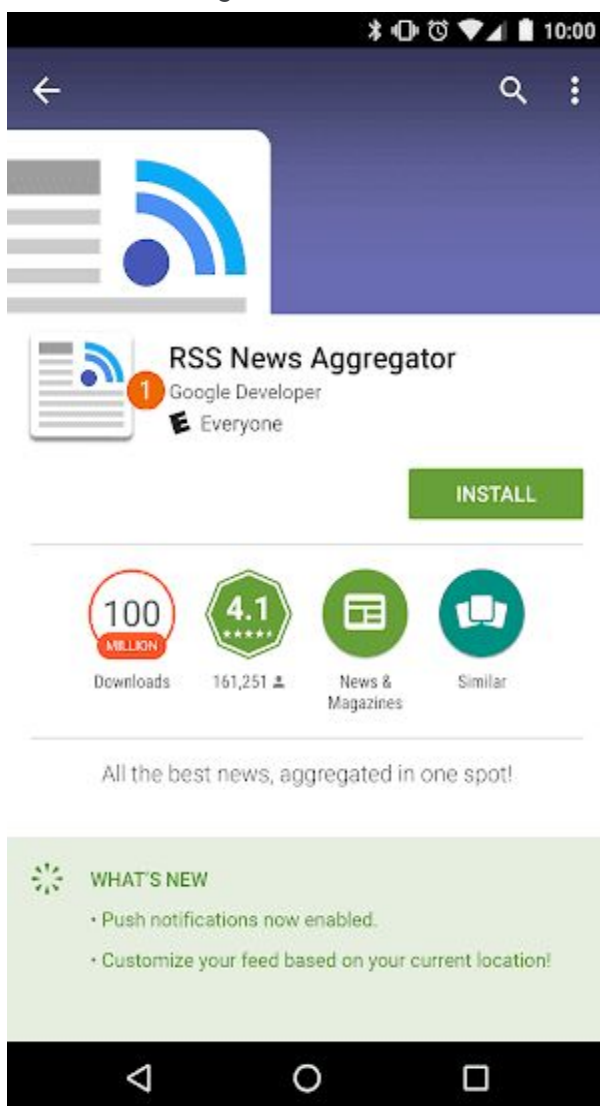 10:00
RSS News Aggregator
1
Google Developer
E Everyone
INSTALL
100
MILLION
4.1
Downloads
161,251
News &
Magazines
Similar
All the best news, aggregated in one spot!
WHAT'S NEW
• Push notifications now enabled.
• Customize your feed based on your current location!